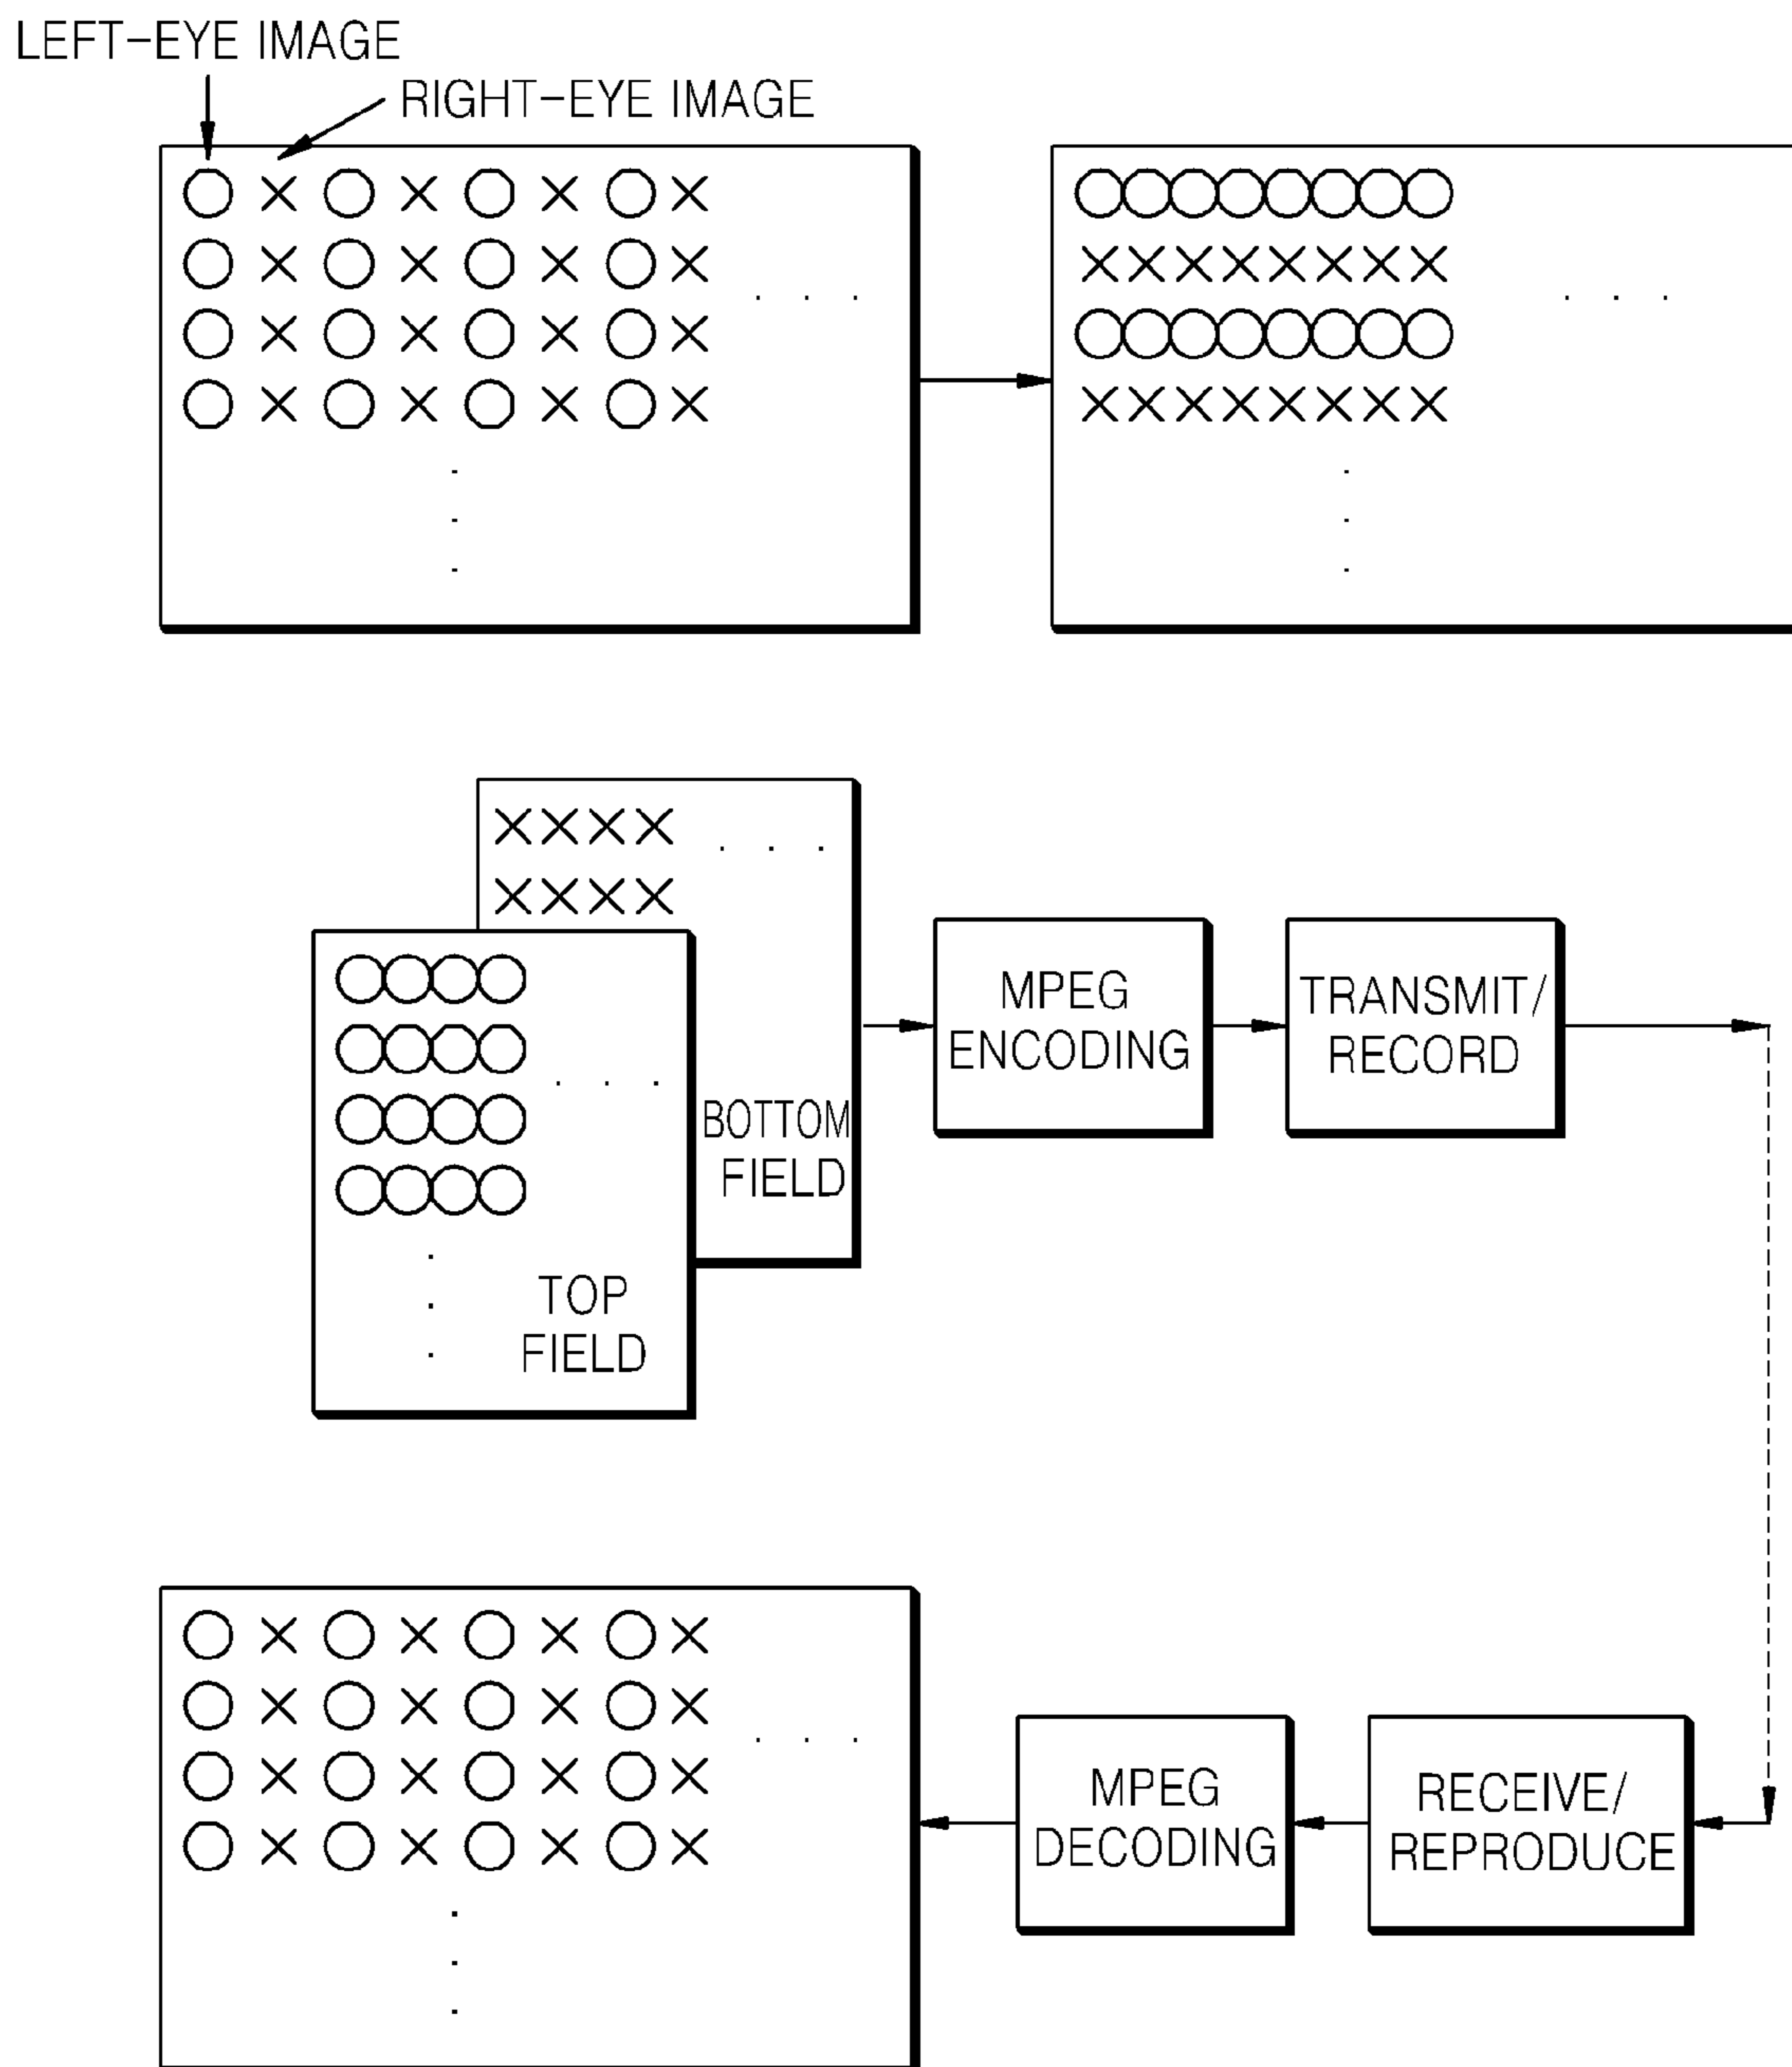 LEFT-EYE IMAGE
RIGHT-EYE IMAGE
BOTTOM
FIELD
TOP
FIELD
MPEG
ENCODING
TRANSMIT/
RECORD
MPEG
DECODING
RECEIVE/
REPRODUCE